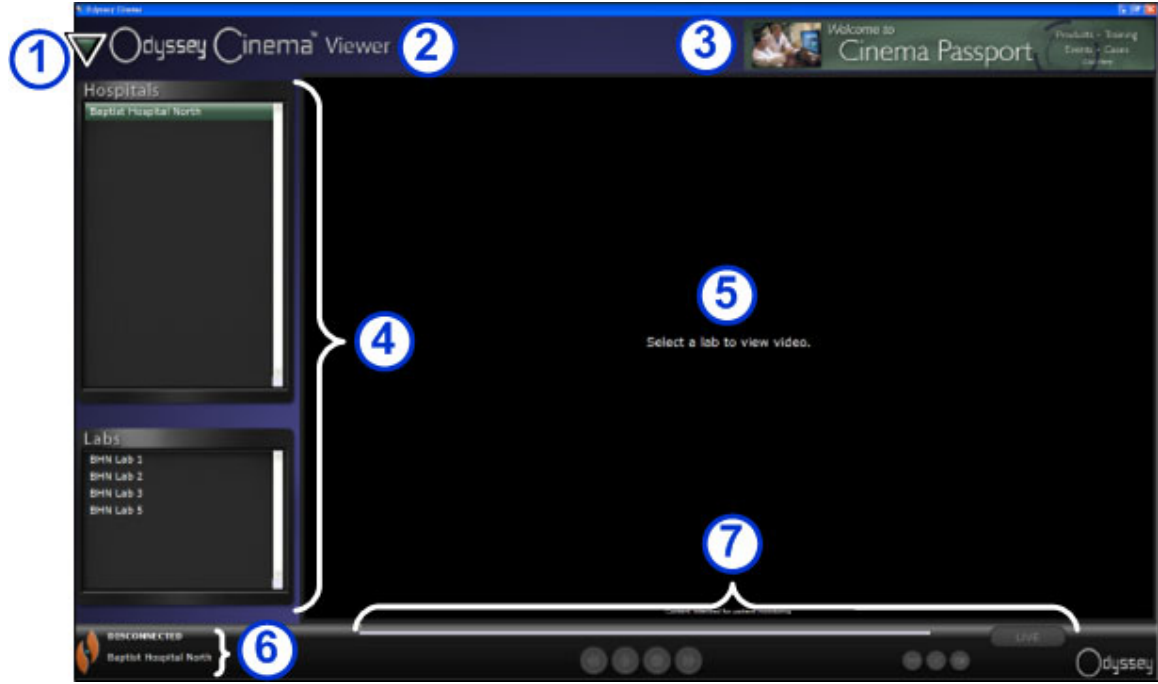 Odyssey Cinema
1
Odyssey Cinema™ Viewer
2
3
Welcome to
Cinema Passport
Products - Training
Events - Cases
Hospitals
Baptist Hospital North
4
5
Select a lab to view video.
Labs
BHN Lab 1
BHN Lab 2
BHN Lab 3
BHN Lab 5
7
DISCONNECTED
Baptist Hospital North
6
LIVE
Odyssey